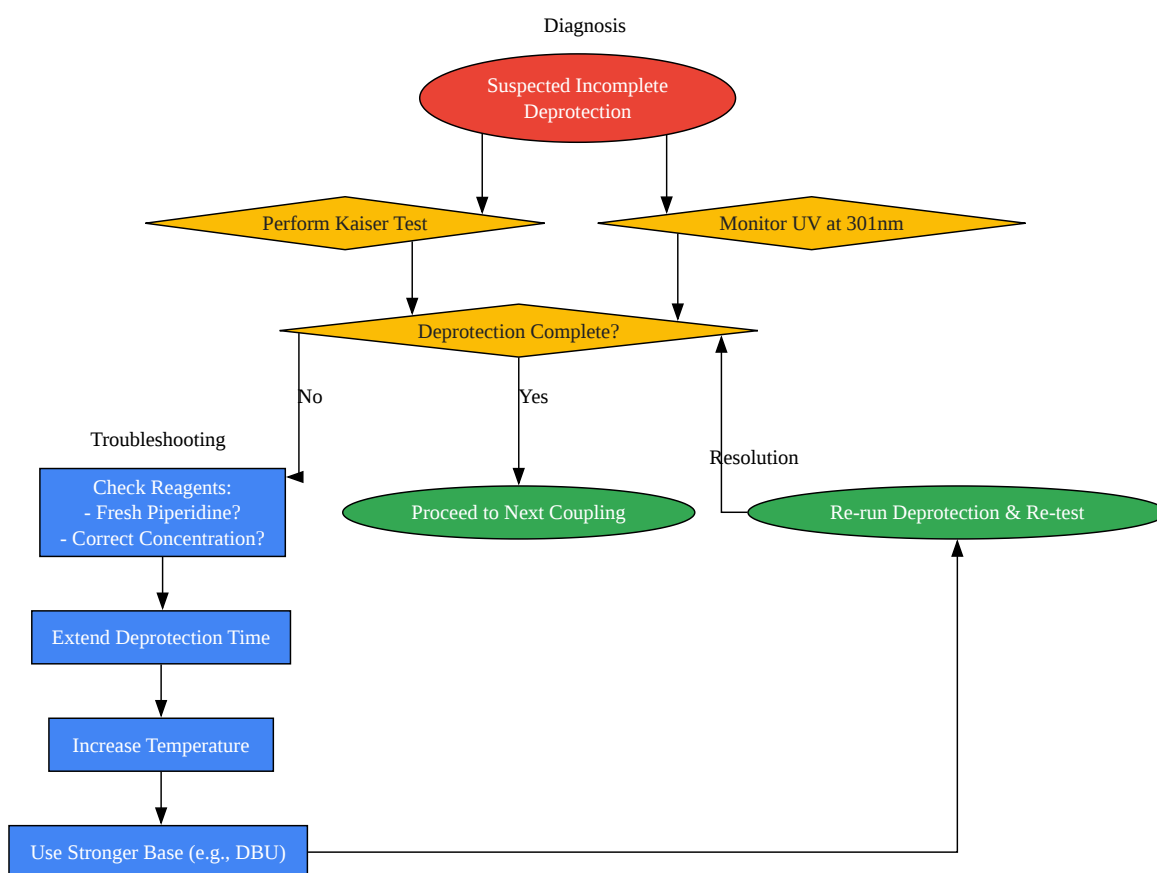 Diagnosis
Suspected Incomplete
Deprotection
Perform Kaiser Test
Monitor UV at 301nm
Deprotection Complete?
No
Yes
Troubleshooting
Resolution
Check Reagents:
- Fresh Piperidine?
- Correct Concentration?
Proceed to Next Coupling
Re-run Deprotection & Re-test
Extend Deprotection Time
Increase Temperature
Use Stronger Base (e.g., DBU)